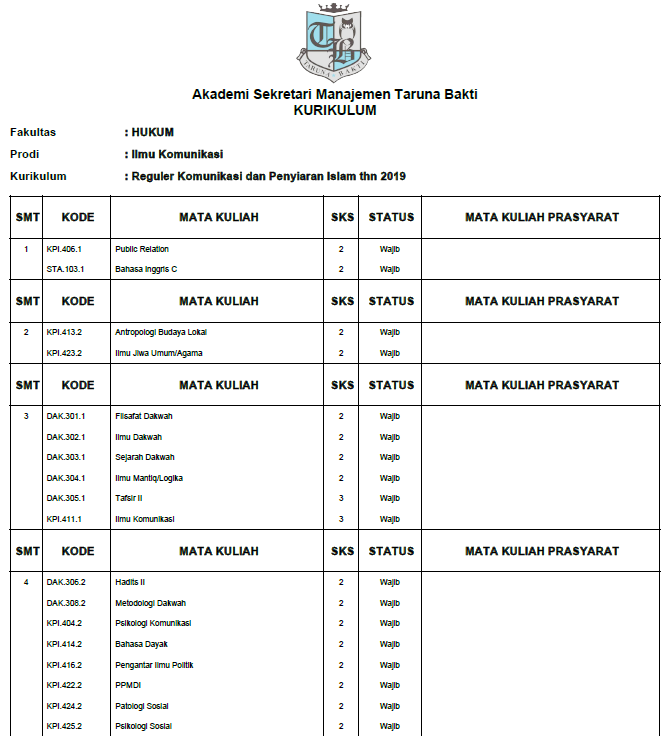 TB
TARUNA BAKTI
Akademi Sekretari Manajemen Taruna Bakti
KURIKULUM
Fakultas : HUKUM
Prodi : Ilmu Komunikasi
Kurikulum : Reguler Komunikasi dan Penyiaran Islam thn 2019
SMT KODE MATA KULIAH SKS STATUS MATA KULIAH PRASYARAT
1 KPI.406.1 Public Relation 2 Wajib
STA.103.1 Bahasa Inggris C 2 Wajib
SMT KODE MATA KULIAH SKS STATUS MATA KULIAH PRASYARAT
2 KPI.413.2 Antropologi Budaya Lokal 2 Wajib
KPI.423.2 Ilmu Jiwa Umum/Agama 2 Wajib
SMT KODE MATA KULIAH SKS STATUS MATA KULIAH PRASYARAT
3 DAK.301.1 Filsafat Dakwah 2 Wajib
DAK.302.1 Ilmu Dakwah 2 Wajib
DAK.303.1 Sejarah Dakwah 2 Wajib
DAK.304.1 Ilmu Mantiq/Logika 2 Wajib
DAK.305.1 Tafsir II 3 Wajib
KPI.411.1 Ilmu Komunikasi 3 Wajib
SMT KODE MATA KULIAH SKS STATUS MATA KULIAH PRASYARAT
4 DAK.306.2 Hadits II 2 Wajib
DAK.308.2 Metodologi Dakwah 2 Wajib
KPI.404.2 Psikologi Komunikasi 2 Wajib
KPI.414.2 Bahasa Dayak 2 Wajib
KPI.416.2 Pengantar Ilmu Politik 2 Wajib
KPI.422.2 PPMDI 2 Wajib
KPI.424.2 Patologi Sosial 2 Wajib
KPI.425.2 Psikologi Sosial 2 Wajib